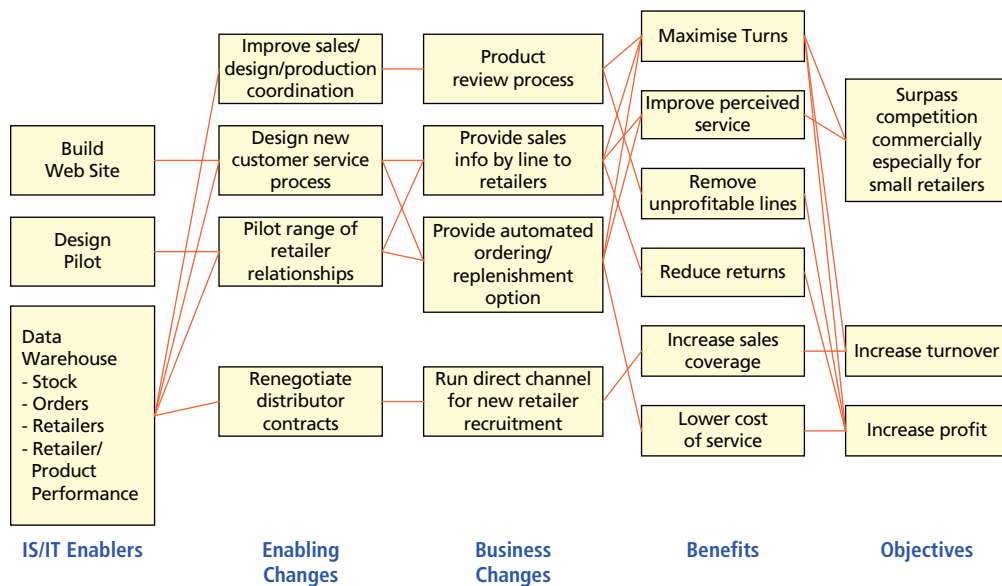 Build
Web Site
Design
Pilot
Data
Warehouse
- Stock
- Orders
- Retailers
- Retailer/
Product
Performance
IS/IT Enablers
Improve sales/
design/production
coordination
Design new
customer service
process
Pilot range of
retailer
relationships
Renegotiate
distributor
contracts
Enabling
Changes
Product
review process
Provide sales
info by line to
retailers
Provide automated
ordering/
replenishment
option
Run direct channel
for new retailer
recruitment
Business
Changes
Maximise Turns
Improve perceived
service
Remove
unprofitable lines
Reduce returns
Increase sales
coverage
Lower cost
of service
Benefits
Surpass
competition
commercially
especially for
small retailers
Increase turnover
Increase profit
Objectives